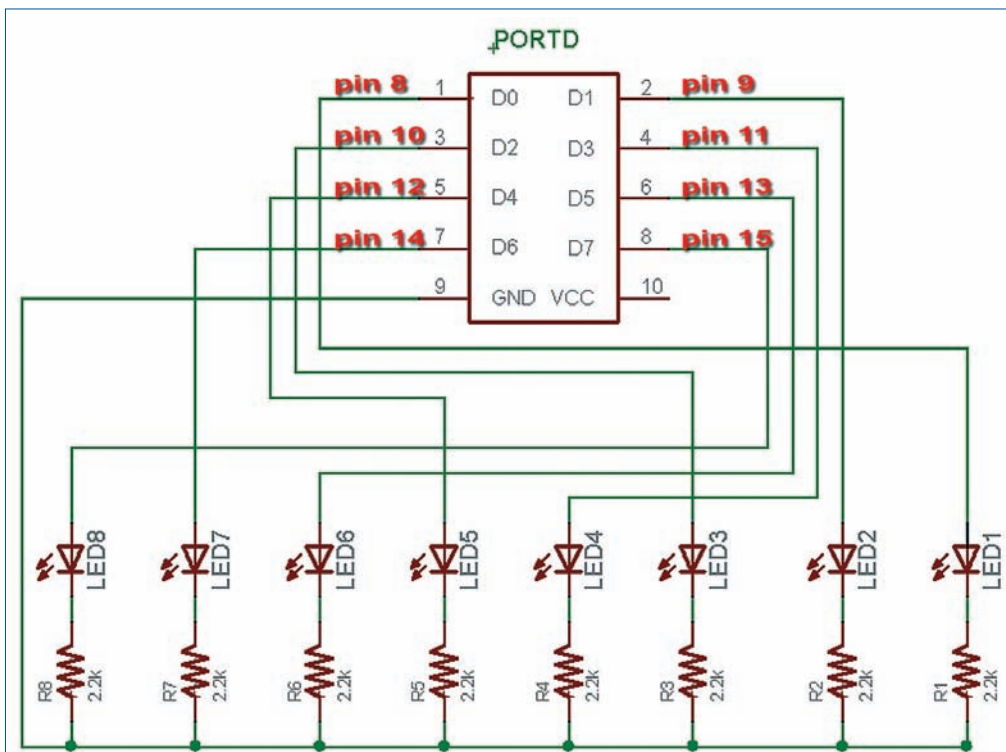 PORTD
pin 8 1 D0 D1 2 pin 9
pin 10 3 D2 D3 4 pin 11
pin 12 5 D4 D5 6 pin 13
pin 14 7 D6 D7 8 pin 15
9 GND VCC 10
LED8 LED7 LED6 LED5 LED4 LED3 LED2 LED1
R8 2.2k R7 2.2k R6 2.2k R5 2.2k R4 2.2k R3 2.2k R2 2.2k R1 2.2k